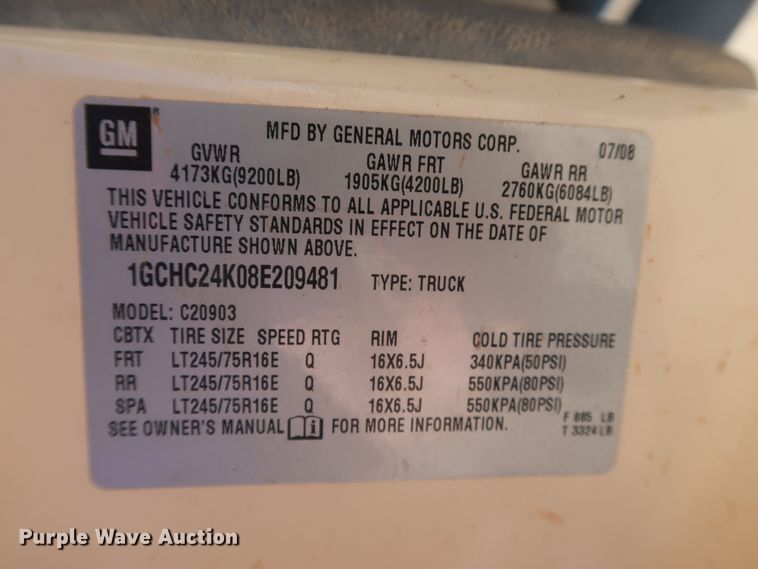 GM®
MFD BY GENERAL MOTORS CORP. 07/08
GVWR GAWR FRT GAWR RR
4173KG(9200LB) 1905KG(4200LB) 2760KG(6084LB)
THIS VEHICLE CONFORMS TO ALL APPLICABLE U.S. FEDERAL MOTOR
VEHICLE SAFETY STANDARDS IN EFFECT ON THE DATE OF
MANUFACTURE SHOWN ABOVE.
1GCHC24K08E209481 TYPE: TRUCK
MODEL: C20903
CBTX TIRE SIZE SPEED RTG RIM COLD TIRE PRESSURE
FRT LT245/75R16E Q 16X6.5J 340KPA(50PSI)
RR LT245/75R16E Q 16X6.5J 550KPA(80PSI)
SPA LT245/75R16E Q 16X6.5J 550KPA(80PSI)
SEE OWNER'S MANUAL i FOR MORE INFORMATION.
F 885 LB
T 3324 LB
Purple Wave Auction